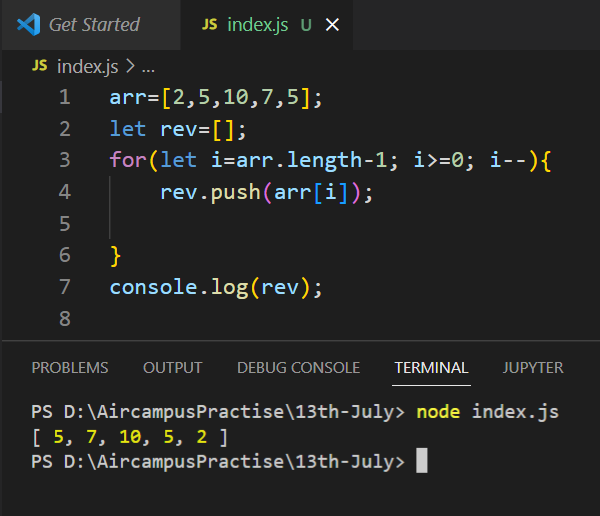 Get Started JS index.js U ×
JS index.js > ...
1 arr=[2,5,10,7,5];
2 let rev=[];
3 for(let i=arr.length-1; i>=0; i--){
4     rev.push(arr[i]);
5
6 }
7 console.log(rev);
8
PROBLEMS OUTPUT DEBUG CONSOLE TERMINAL JUPYTER
PS D:\AircampusPractise\13th-July> node index.js
[ 5, 7, 10, 5, 2 ]
PS D:\AircampusPractise\13th-July>